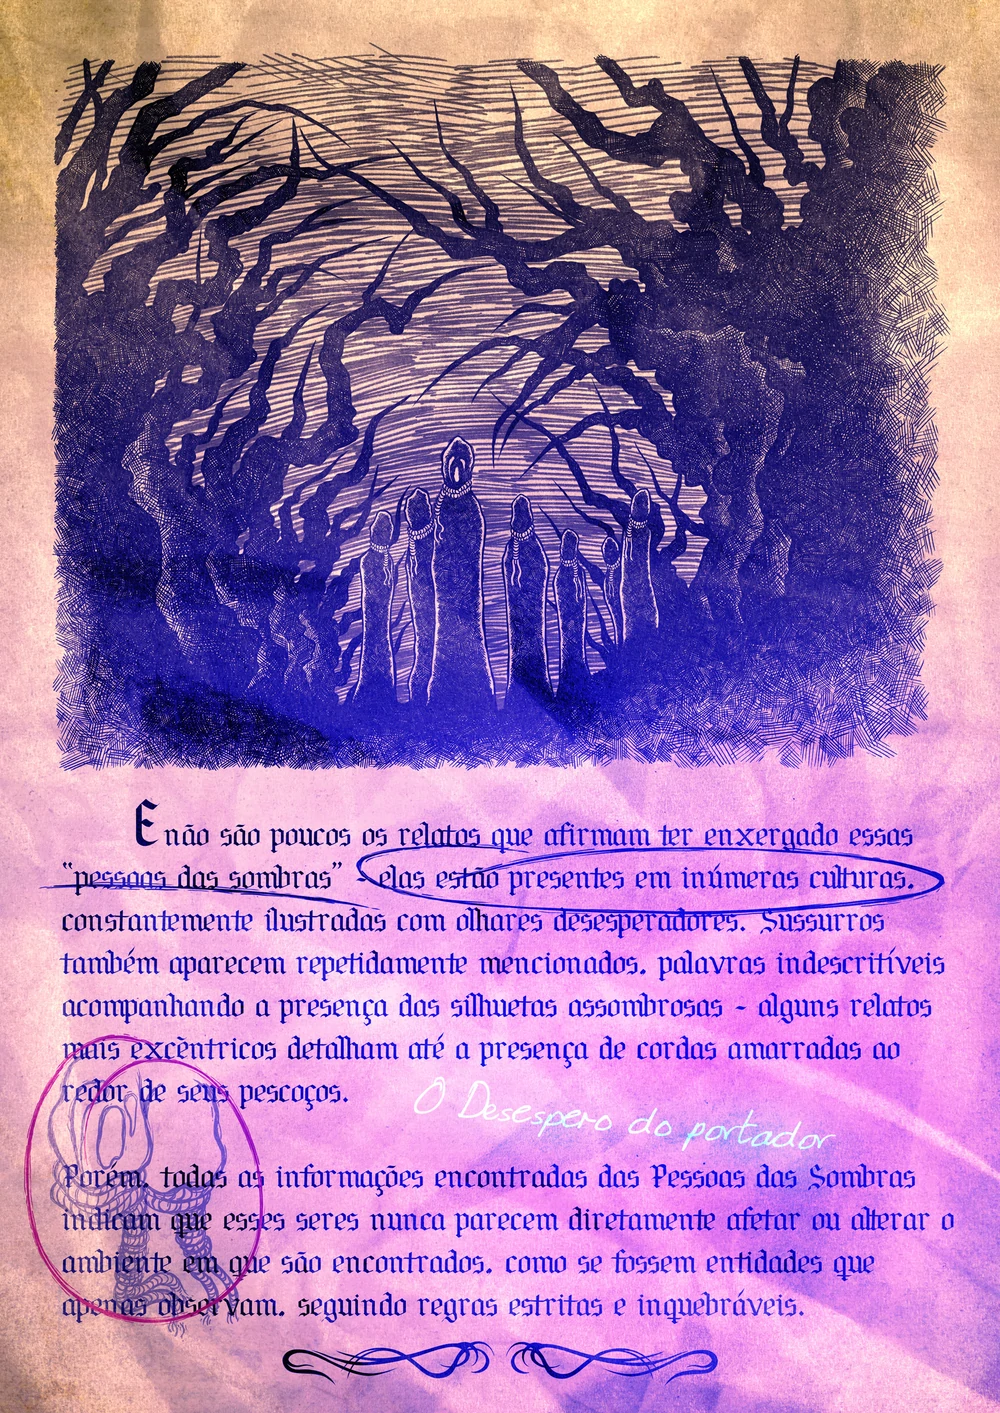 E não são poucos os relatos que afirmam ter enxergado essas
“pessoas das sombras” - elas estão presentes em inúmeras culturas,
constantemente ilustradas com olhares desesperadores. Sussurros
também aparecem repetidamente mencionados, palavras indescritíveis
acompanhando a presença das silhuetas assombrosas - alguns relatos
mais excêntricos detalham até a presença de cordas amarradas ao
redor de seus pescoços.
O Desespero do portador
Porém, todas as informações encontradas das Pessoas das Sombras
indicam que esses seres nunca parecem diretamente afetar ou alterar o
ambiente em que são encontrados, como se fossem entidades que
apenas observam, seguindo regras estritas e inquebráveis.